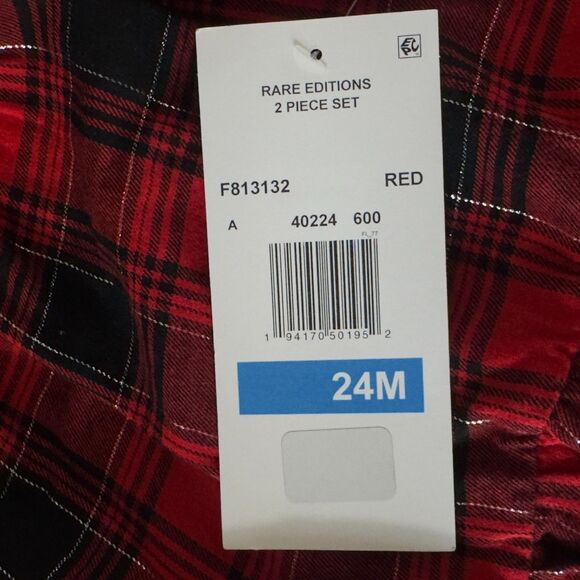 RARE EDITIONS
2 PIECE SET
F813132 RED
A 40224 600
FL_77
1 94170 50195 2
24M